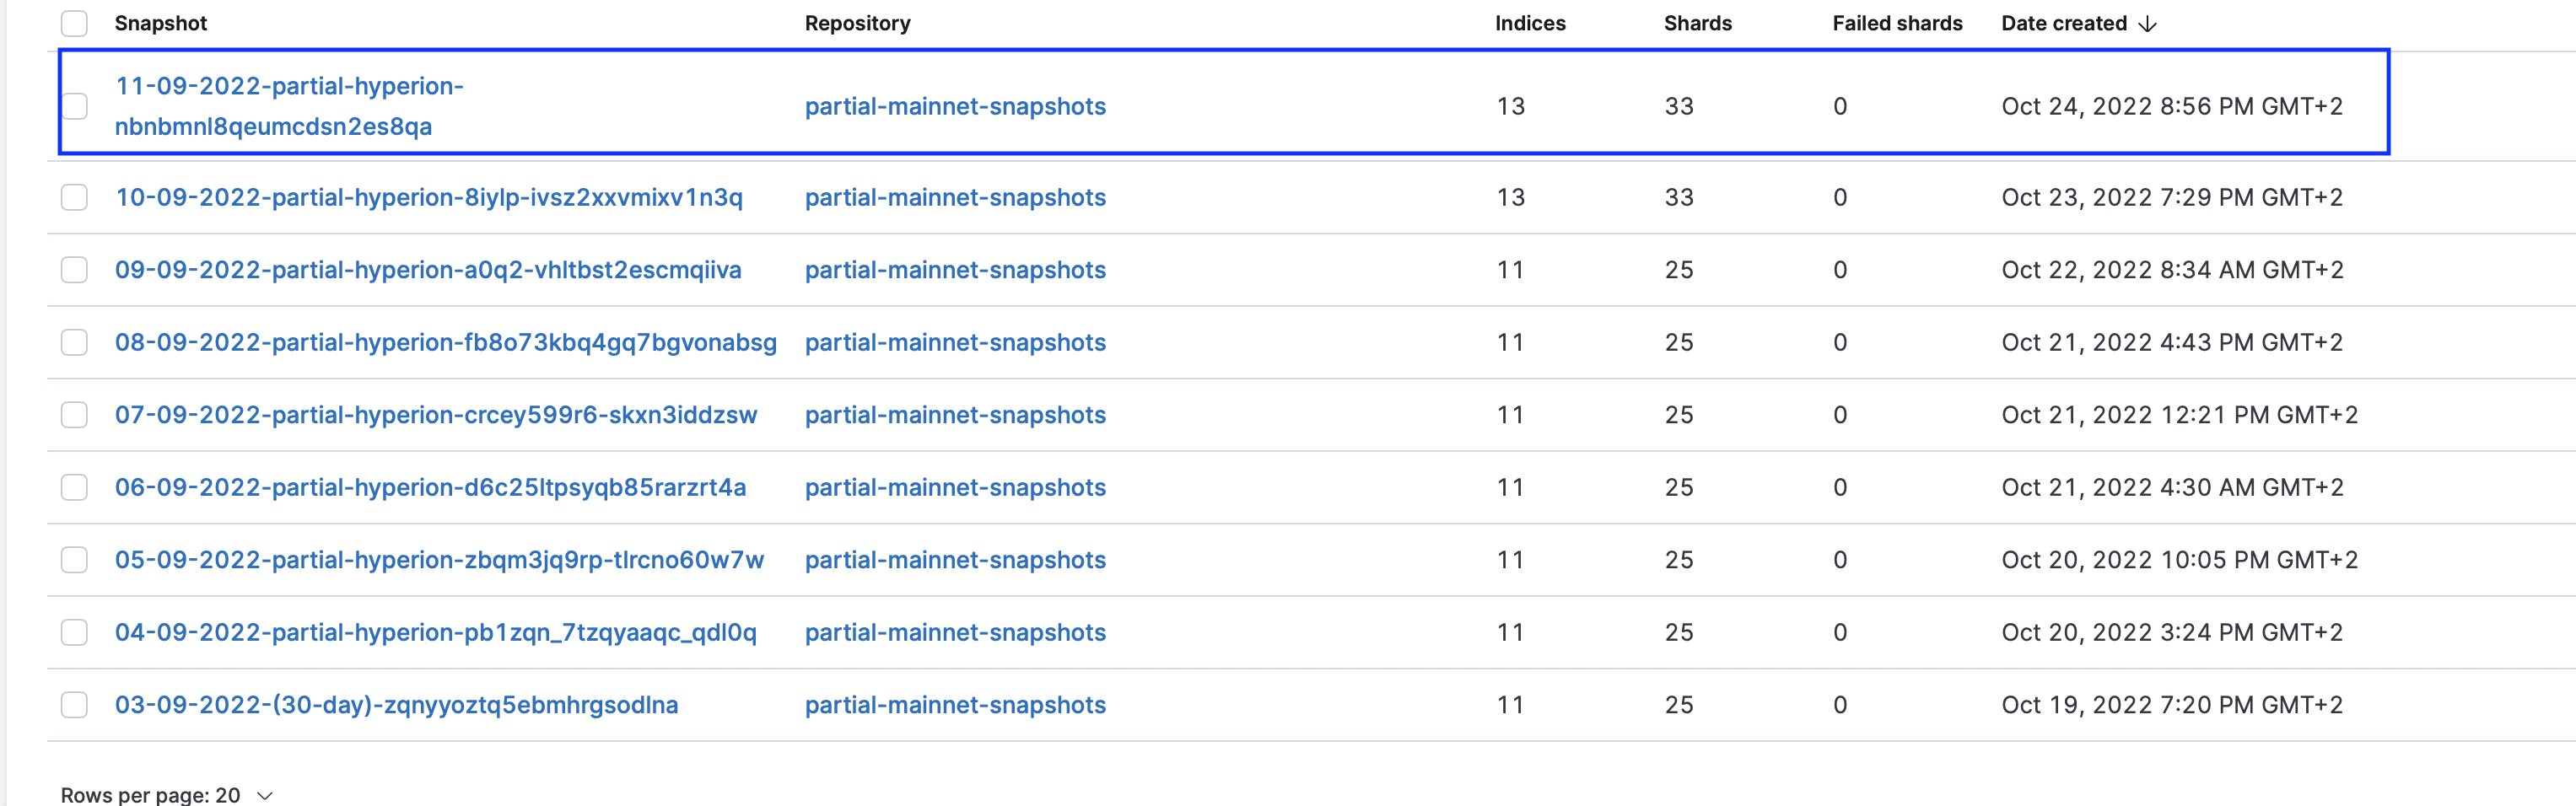 Snapshot Repository Indices Shards Failed shards Date created
11-09-2022-partial-hyperion-
nbnbmnl8qeumcdsn2es8qa partial-mainnet-snapshots 13 33 0 Oct 24, 2022 8:56 PM GMT+2
10-09-2022-partial-hyperion-8iylp-ivsz2xxvmixv1n3q partial-mainnet-snapshots 13 33 0 Oct 23, 2022 7:29 PM GMT+2
09-09-2022-partial-hyperion-a0q2-vhltbst2escmqiiva partial-mainnet-snapshots 11 25 0 Oct 22, 2022 8:34 AM GMT+2
08-09-2022-partial-hyperion-fb8o73kbq4gq7bgvonabsg partial-mainnet-snapshots 11 25 0 Oct 21, 2022 4:43 PM GMT+2
07-09-2022-partial-hyperion-crcey599r6-skxn3iddzsw partial-mainnet-snapshots 11 25 0 Oct 21, 2022 12:21 PM GMT+2
06-09-2022-partial-hyperion-d6c25ltpsyqb85rarzrt4a partial-mainnet-snapshots 11 25 0 Oct 21, 2022 4:30 AM GMT+2
05-09-2022-partial-hyperion-zbqm3jq9rp-tlrcno60w7w partial-mainnet-snapshots 11 25 0 Oct 20, 2022 10:05 PM GMT+2
04-09-2022-partial-hyperion-pb1zqn_7tzqyaaqc_qdl0q partial-mainnet-snapshots 11 25 0 Oct 20, 2022 3:24 PM GMT+2
03-09-2022-(30-day)-zqnyyoztq5ebmhrgsodlna partial-mainnet-snapshots 11 25 0 Oct 19, 2022 7:20 PM GMT+2
Rows per page: 20